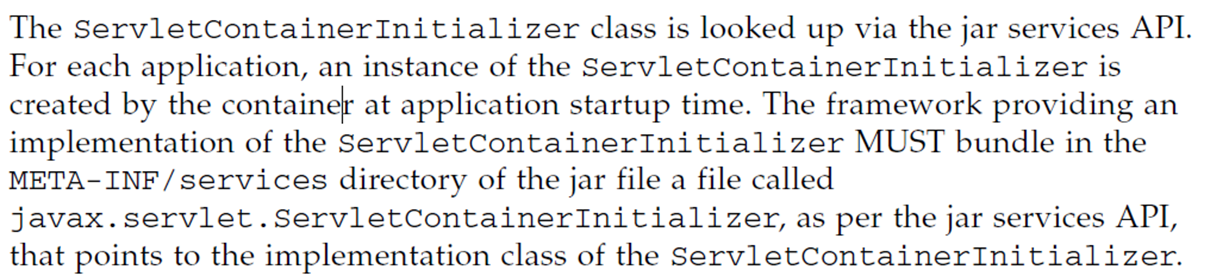 The ServletContainerInitializer class is looked up via the jar services API.
For each application, an instance of the ServletContainerInitializer is
created by the container at application startup time. The framework providing an
implementation of the ServletContainerInitializer MUST bundle in the
META-INF/services directory of the jar file a file called
javax.servlet.ServletContainerInitializer, as per the jar services API,
that points to the implementation class of the ServletContainerInitializer.